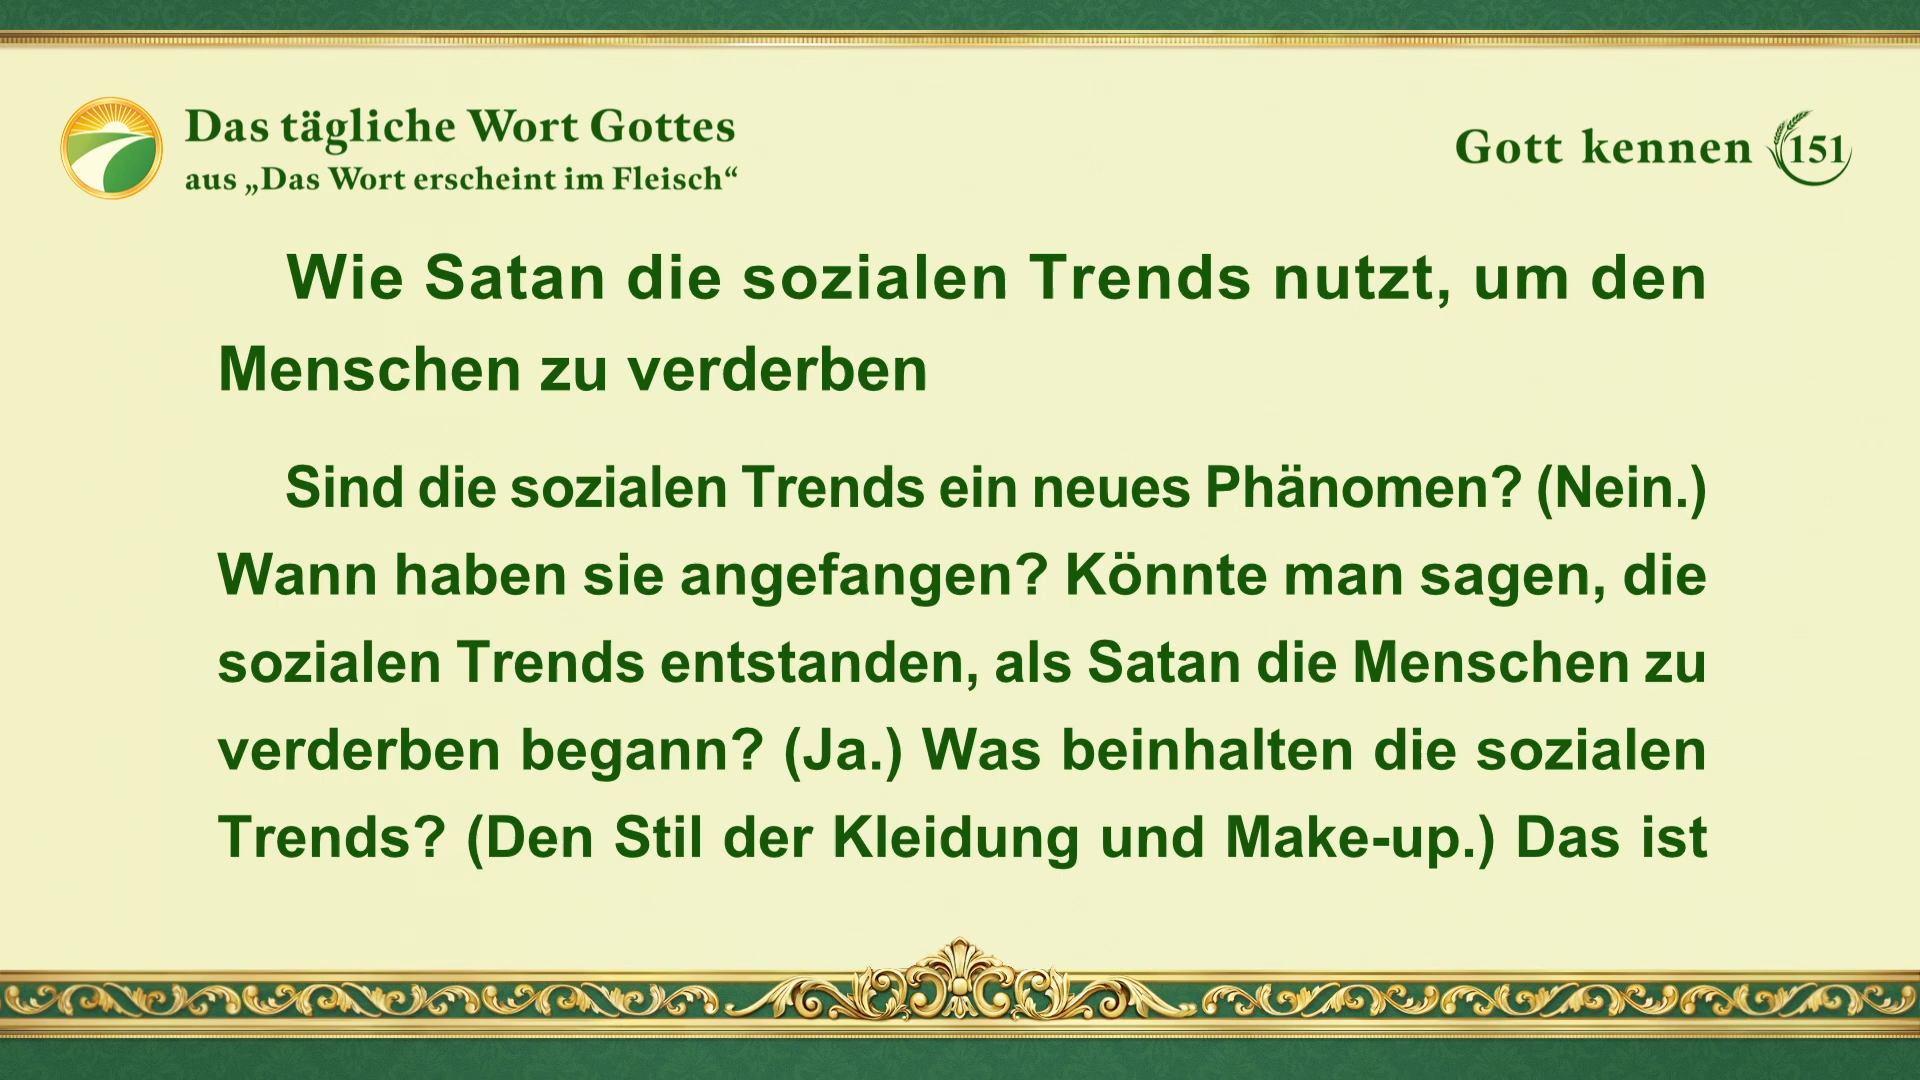 Das tägliche Wort Gottes
aus „Das Wort erscheint im Fleisch“
Gott kennen 151
Wie Satan die sozialen Trends nutzt, um den
Menschen zu verderben
Sind die sozialen Trends ein neues Phänomen? (Nein.)
Wann haben sie angefangen? Könnte man sagen, die
sozialen Trends entstanden, als Satan die Menschen zu
verderben begann? (Ja.) Was beinhalten die sozialen
Trends? (Den Stil der Kleidung und Make-up.) Das ist